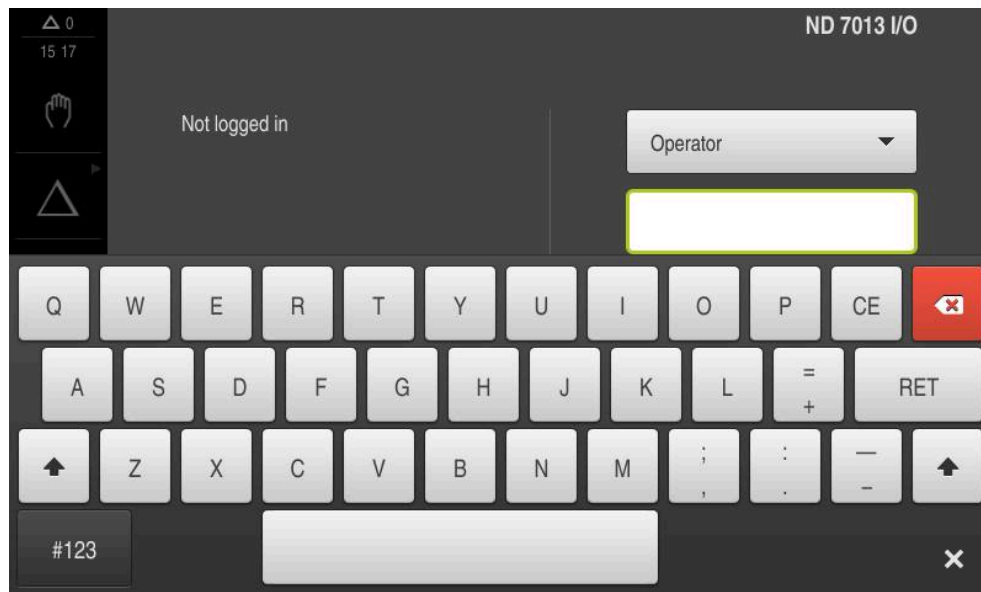 0
ND 7013 I/O
15 17
Not logged in
Operator
Q W E R T Y U I O P CE
A S D F G H J K L = + RET
Z X C V B N M ; , : . — –
#123